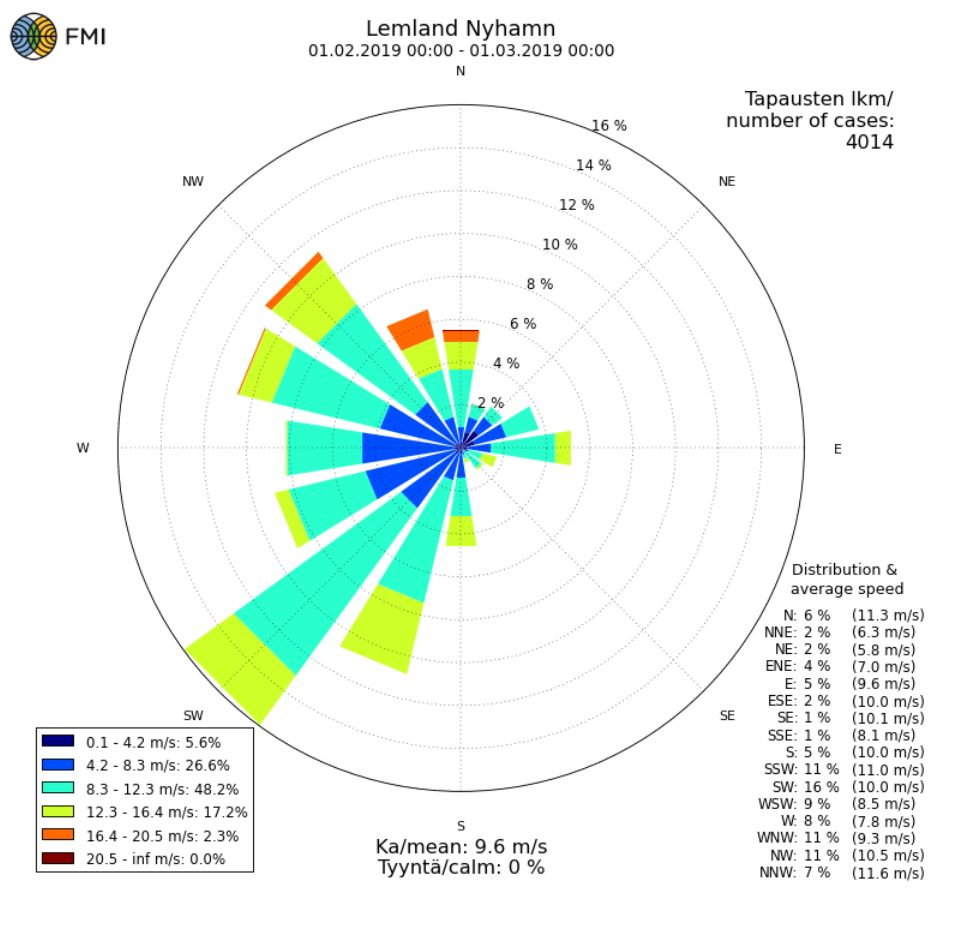 FMI
Lemland Nyhamn
01.02.2019 00:00 - 01.03.2019 00:00
N
Tapausten lkm/
number of cases:
4014
16 %
14 %
NW
NE
12 %
10 %
8 %
6 %
4 %
2 %
W
E
SW
SE
S
Distribution &
average speed
N: 6 % (11.3 m/s)
NNE: 2 % (6.3 m/s)
NE: 2 % (5.8 m/s)
ENE: 4 % (7.0 m/s)
E: 5 % (9.6 m/s)
ESE: 2 % (10.0 m/s)
SE: 1 % (10.1 m/s)
SSE: 1 % (8.1 m/s)
S: 5 % (10.0 m/s)
SSW: 11 % (11.0 m/s)
SW: 16 % (10.0 m/s)
WSW: 9 % (8.5 m/s)
W: 8 % (7.8 m/s)
WNW: 11 % (9.3 m/s)
NW: 11 % (10.5 m/s)
NNW: 7 % (11.6 m/s)
0.1 - 4.2 m/s: 5.6%
4.2 - 8.3 m/s: 26.6%
8.3 - 12.3 m/s: 48.2%
12.3 - 16.4 m/s: 17.2%
16.4 - 20.5 m/s: 2.3%
20.5 - inf m/s: 0.0%
Ka/mean: 9.6 m/s
Tyyntä/calm: 0 %